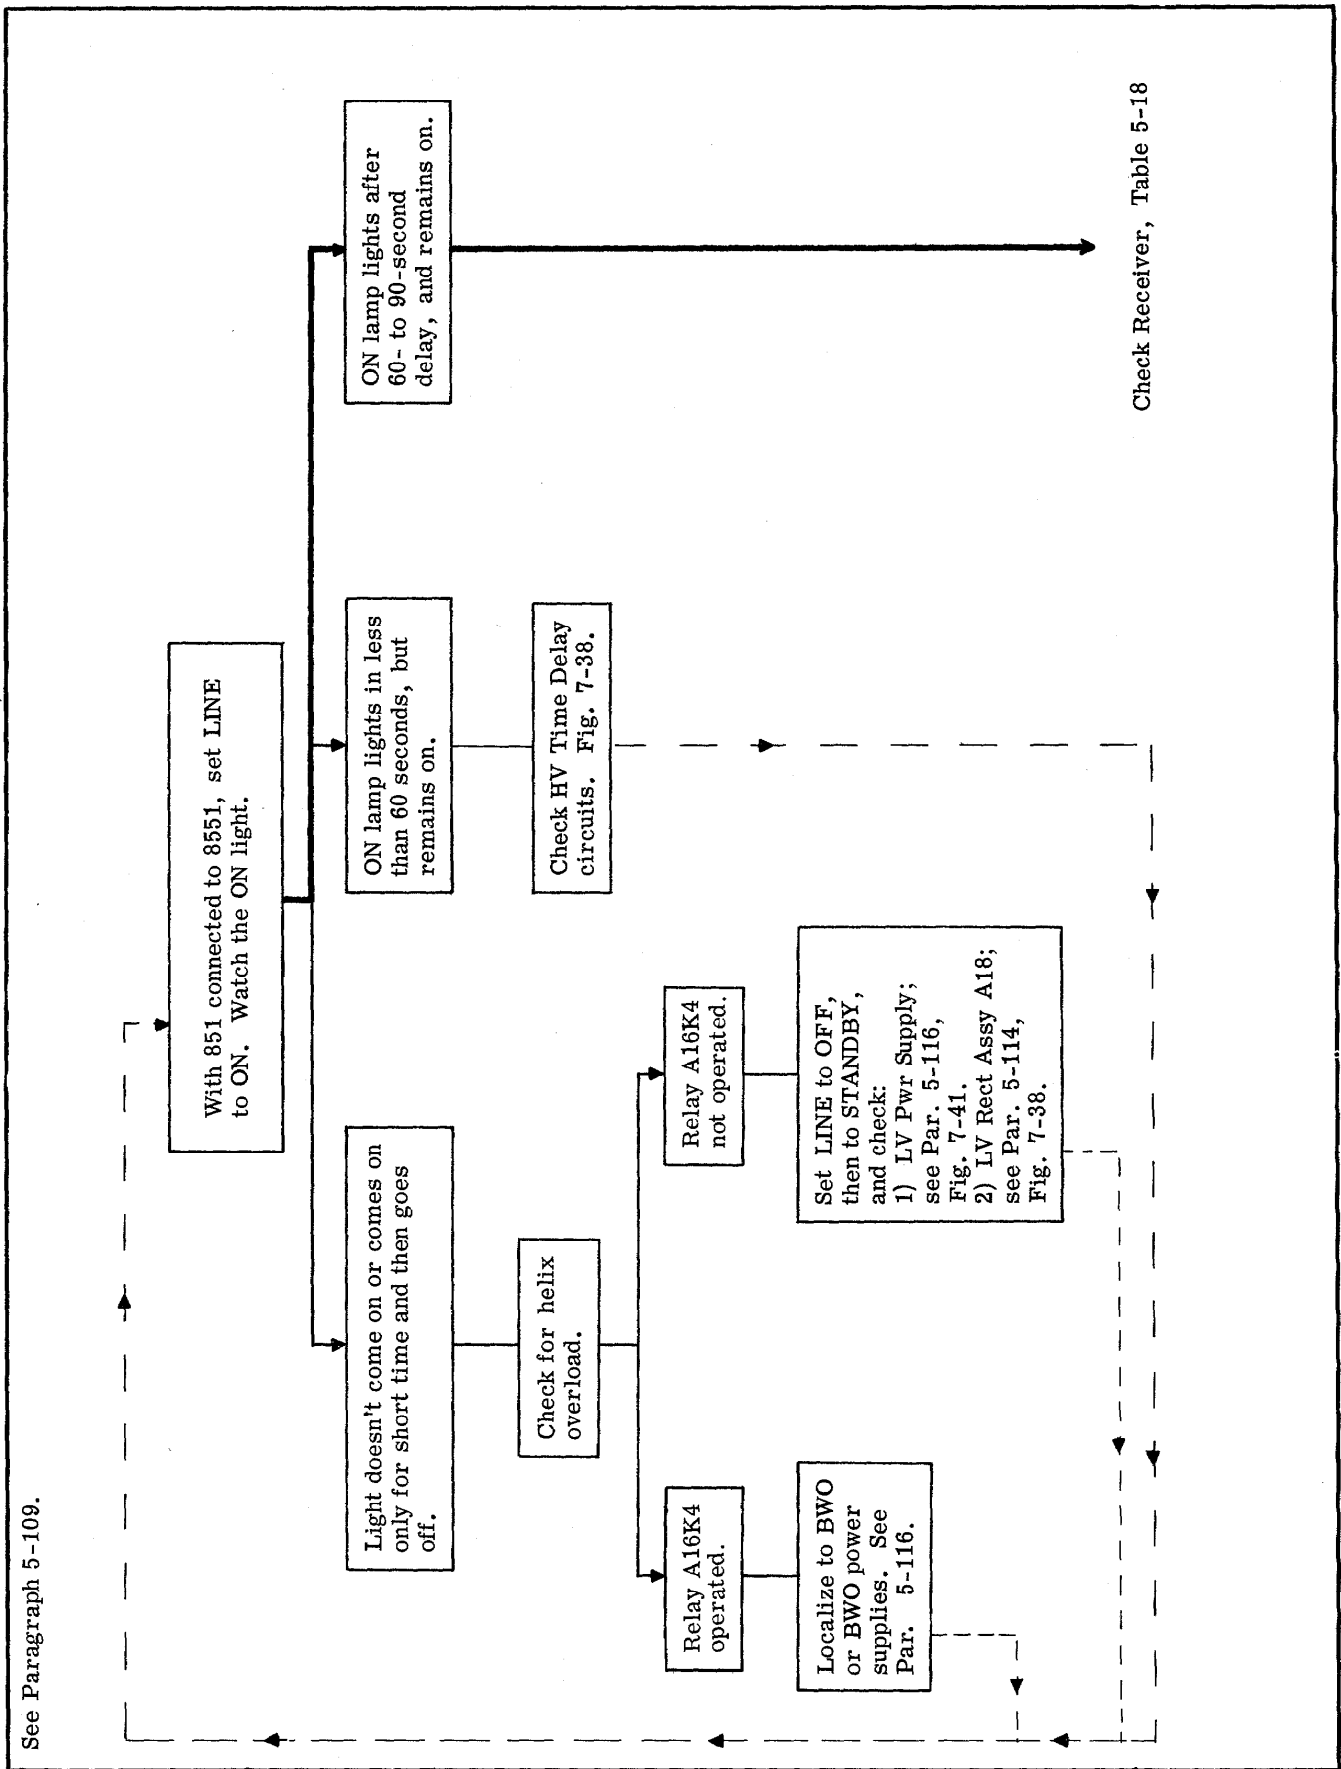 See Paragraph 5-109.
With 851 connected to 8551, set LINE
to ON. Watch the ON light.
Light doesn't come on or comes on
only for short time and then goes
off.
ON lamp lights in less
than 60 seconds, but
remains on.
ON lamp lights after
60- to 90-second
delay, and remains on.
Check for helix
overload.
Check HV Time Delay
circuits. Fig. 7-38.
Relay A16K4
operated.
Relay A16K4
not operated.
Localize to BWO
or BWO power
supplies. See
Par. 5-116.
Set LINE to OFF,
then to STANDBY,
and check:
1) LV Pwr Supply;
see Par. 5-116,
Fig. 7-41.
2) LV Rect Assy A18;
see Par. 5-114,
Fig. 7-38.
Check Receiver, Table 5-18